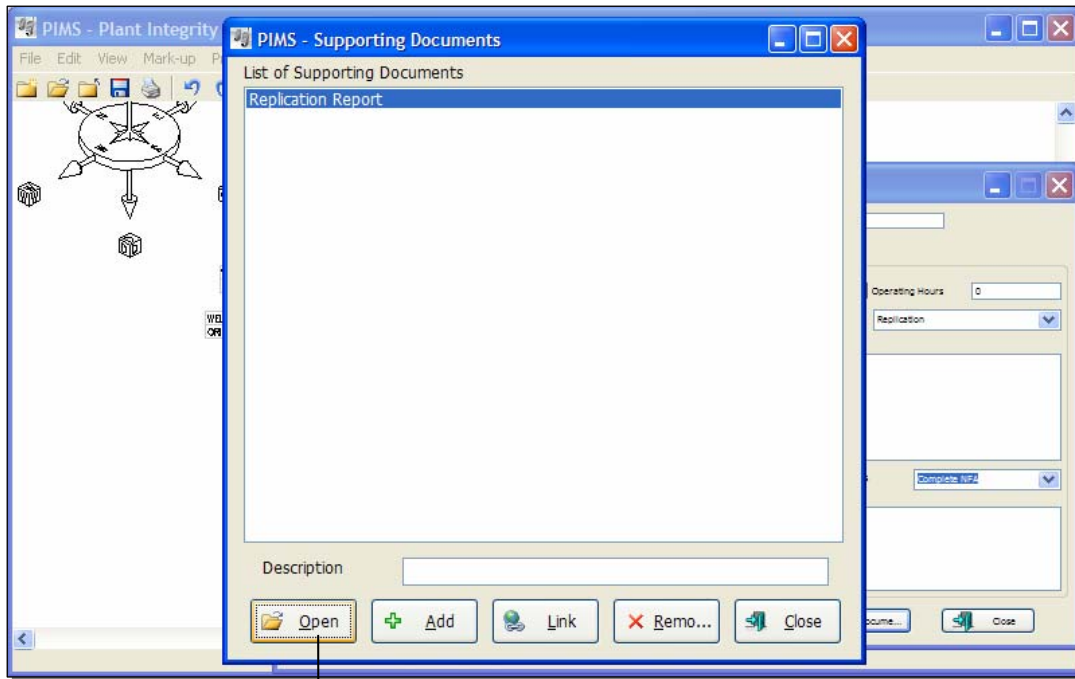 PIMS - Plant Integrity
File Edit View Mark-up
PIMS - Supporting Documents
List of Supporting Documents
Replication Report
Operating Hours 0
Replication
Complete NFA
Description
Open Add Link Remo... Close
Close